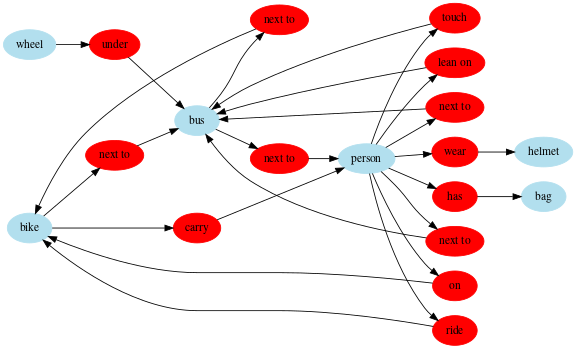 next to
touch
wheel
under
lean on
next to
bus
next to
next to
wear
helmet
person
has
bag
bike
carry
next to
on
ride